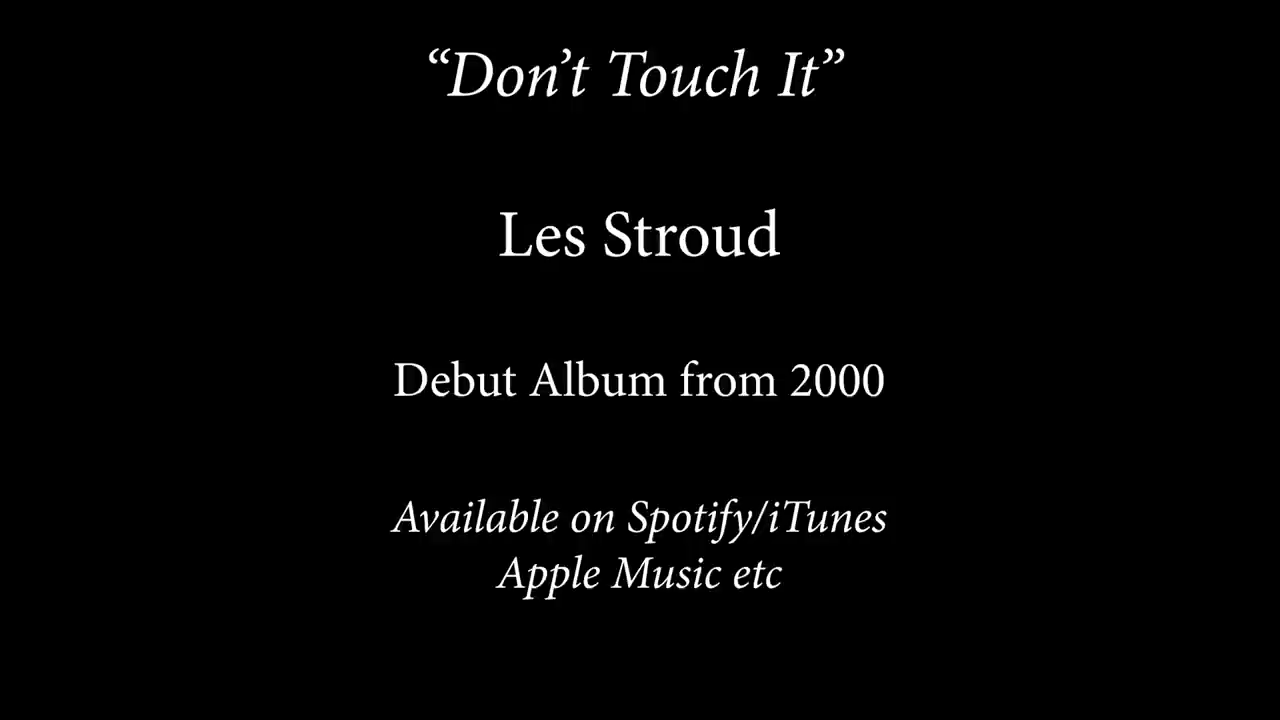 “Don’t Touch It”
Les Stroud
Debut Album from 2000
Available on Spotify/iTunes
Apple Music etc